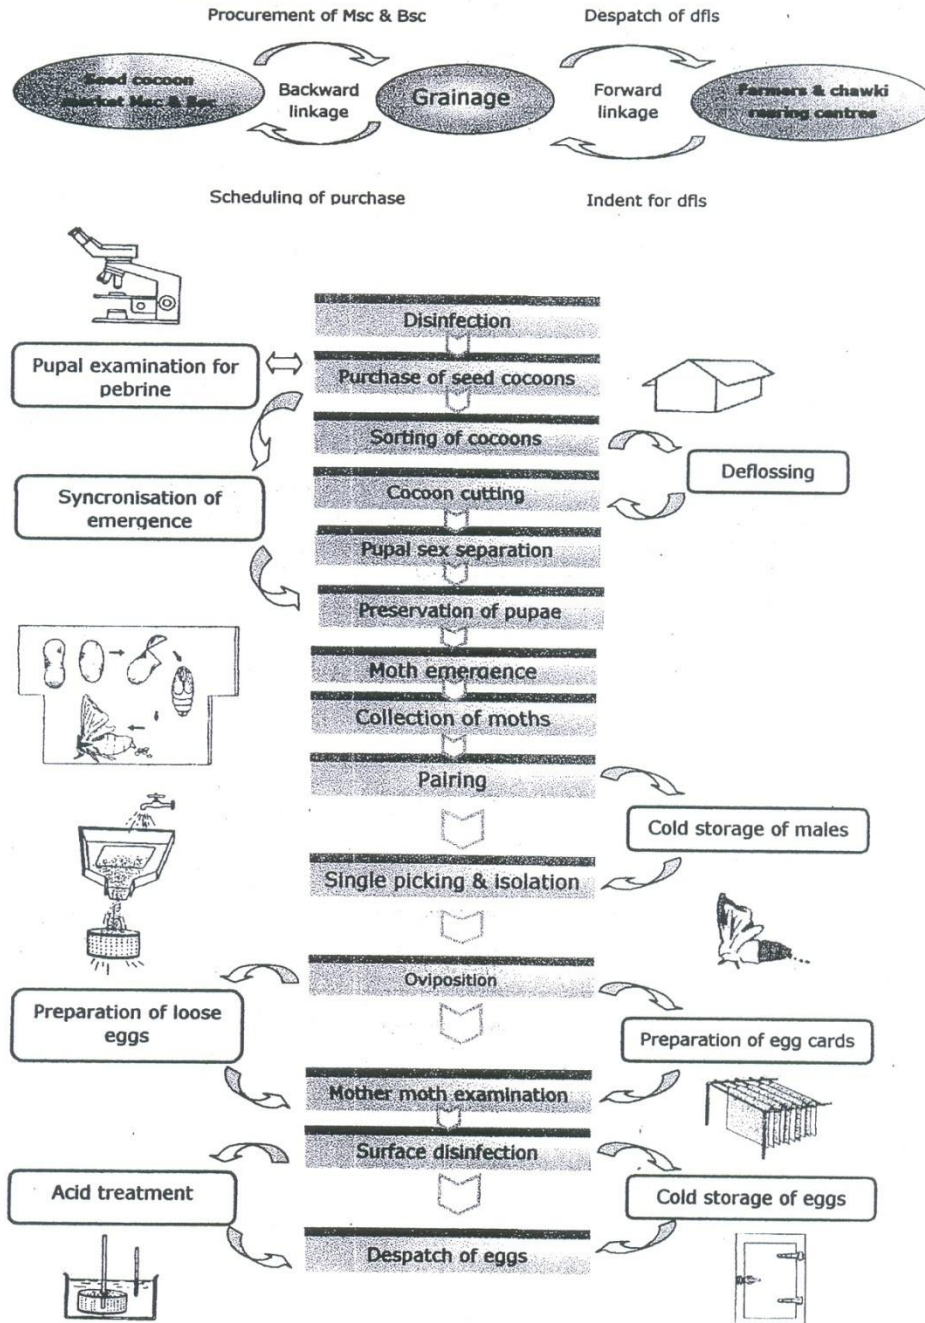 Procurement of Msc & Bsc
Despatch of dfls
Seed cocoon
market Msc & Bsc
Backward
linkage
Grainage
Forward
linkage
Farmers & chawki
rearing centres
Scheduling of purchase
Indent for dfls
Disinfection
Pupal examination for
pebrine
Purchase of seed cocoons
Sorting of cocoons
Deflossing
Syncronisation of
emergence
Cocoon cutting
Pupal sex separation
Preservation of pupae
Moth emergence
Collection of moths
Pairing
Cold storage of males
Single picking & isolation
Oviposition
Preparation of loose
eggs
Preparation of egg cards
Mother moth examination
Surface disinfection
Acid treatment
Cold storage of eggs
Despatch of eggs